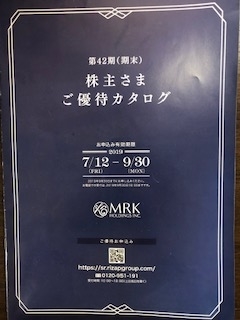 第42期(期末)
株主さま
ご優待カタログ
お申込み有効期間
2019
7/12－9/30
(FRI) (MON)
MRK
HOLDINGS INC.
ご優待お申込み
https://sr.rizapgroup.com/
0120-951-191